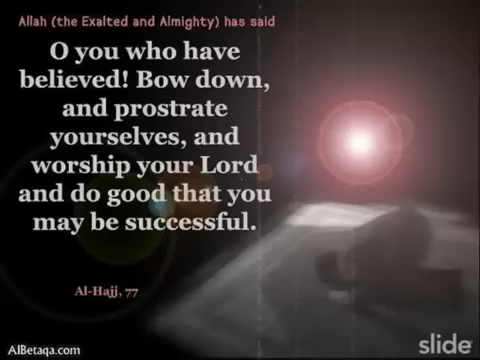 Allah (the Exalted and Almighty) has said
O you who have
believed! Bow down,
and prostrate
yourselves, and
worship your Lord
and do good that you
may be successful.
Al-Hajj, 77
AlBetaqa.com
slide